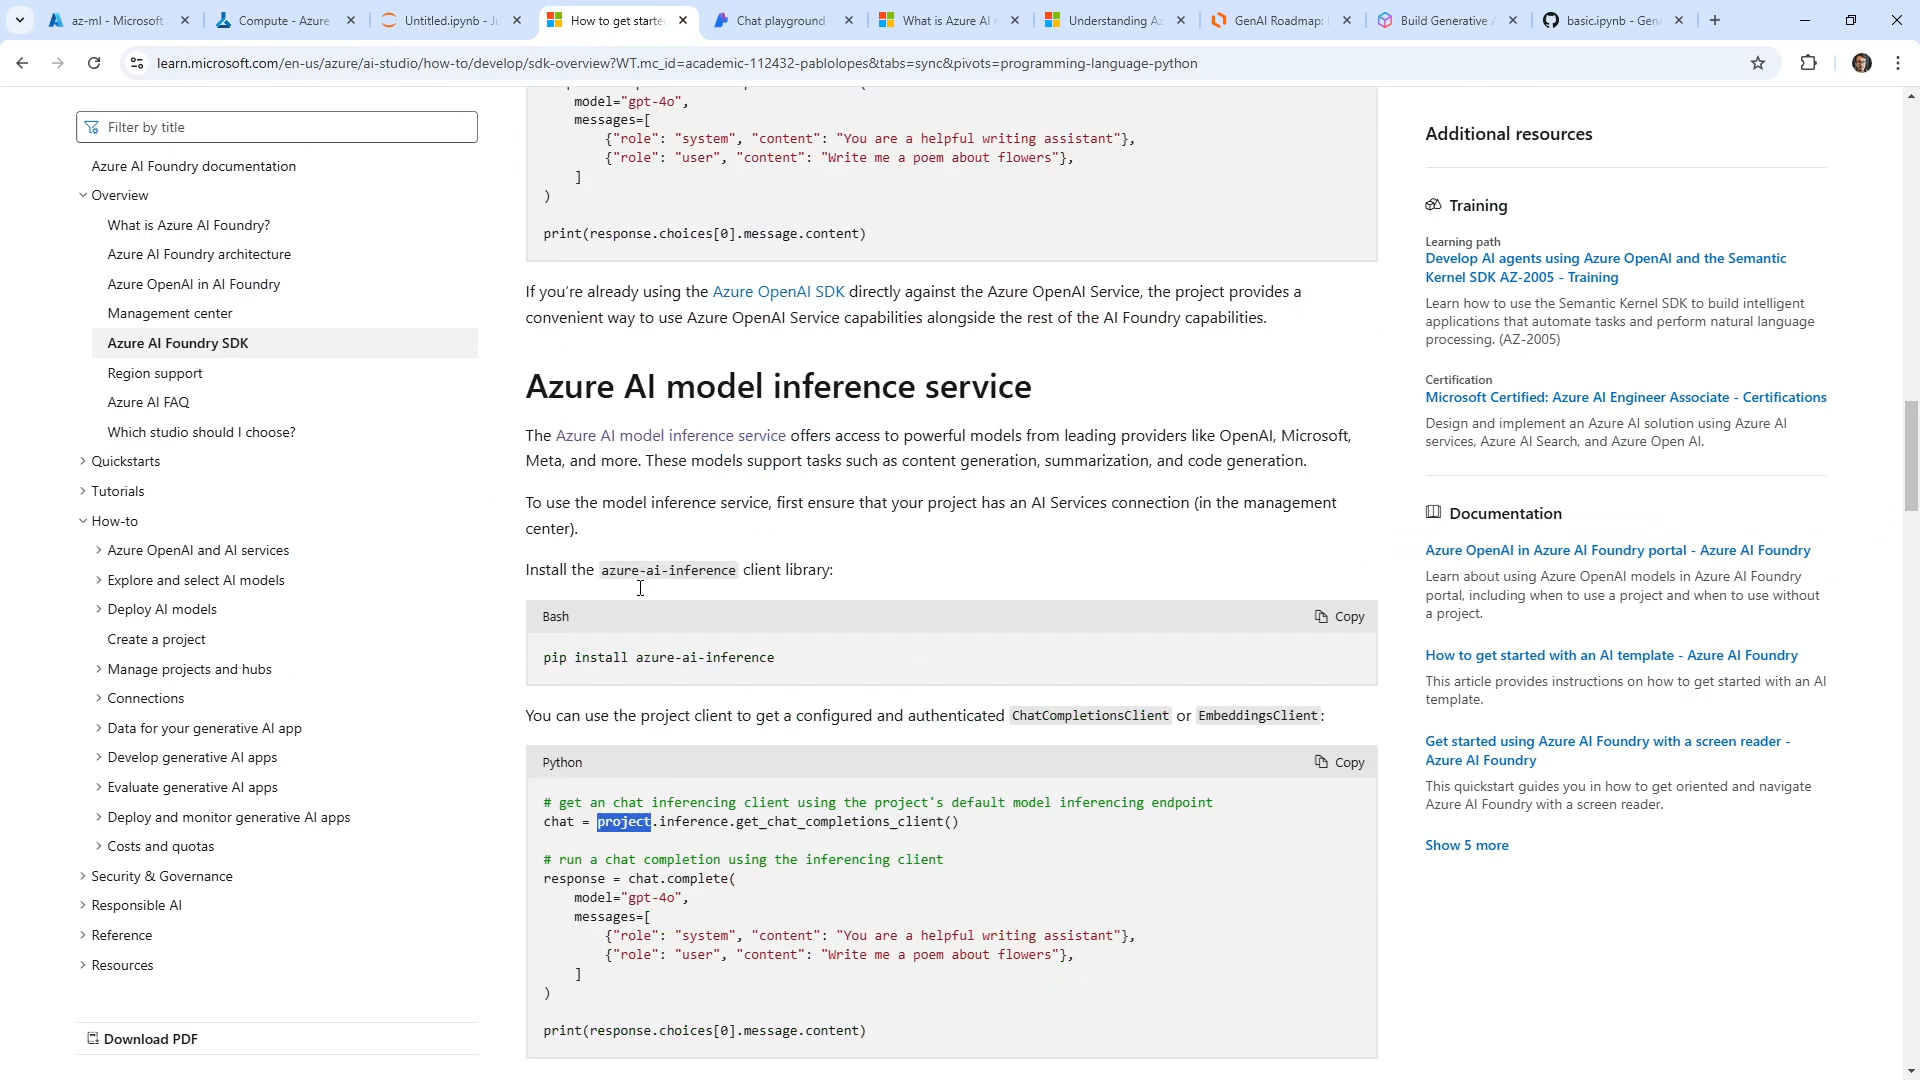 az-ml - Microsoft
Compute - Azure
Untitled.ipynb - Ju
How to get starte
Chat playground
What is Azure AI
Understanding Az
GenAI Roadmap:
Build Generative
basic.ipynb - Gen
learn.microsoft.com/en-us/azure/ai-studio/how-to/develop/sdk-overview?WT.mc_id=academic-112432-pablolopes&tabs=sync&pivots=programming-language-python
Filter by title
Azure AI Foundry documentation
Overview
What is Azure AI Foundry?
Azure AI Foundry architecture
Azure OpenAI in AI Foundry
Management center
Azure AI Foundry SDK
Region support
Azure AI FAQ
Which studio should I choose?
Quickstarts
Tutorials
How-to
Azure OpenAI and AI services
Explore and select AI models
Deploy AI models
Create a project
Manage projects and hubs
Connections
Data for your generative AI app
Develop generative AI apps
Evaluate generative AI apps
Deploy and monitor generative AI apps
Costs and quotas
Security & Governance
Responsible AI
Reference
Resources
Download PDF
model="gpt-4o",
messages=[
{"role": "system", "content": "You are a helpful writing assistant"},
{"role": "user", "content": "Write me a poem about flowers"},
]
)
print(response.choices[0].message.content)
If you're already using the Azure OpenAI SDK directly against the Azure OpenAI Service, the project provides a
convenient way to use Azure OpenAI Service capabilities alongside the rest of the AI Foundry capabilities.
Azure AI model inference service
The Azure AI model inference service offers access to powerful models from leading providers like OpenAI, Microsoft,
Meta, and more. These models support tasks such as content generation, summarization, and code generation.
To use the model inference service, first ensure that your project has an AI Services connection (in the management
center).
Install the azure-ai-inference client library:
Bash
Copy
pip install azure-ai-inference
You can use the project client to get a configured and authenticated ChatCompletionsClient or EmbeddingsClient:
Python
Copy
# get an chat inferencing client using the project's default model inferencing endpoint
chat = project.inference.get_chat_completions_client()
# run a chat completion using the inferencing client
response = chat.complete(
model="gpt-4o",
messages=[
{"role": "system", "content": "You are a helpful writing assistant"},
{"role": "user", "content": "Write me a poem about flowers"},
]
)
print(response.choices[0].message.content)
Additional resources
Training
Learning path
Develop AI agents using Azure OpenAI and the Semantic
Kernel SDK AZ-2005 - Training
Learn how to use the Semantic Kernel SDK to build intelligent
applications that automate tasks and perform natural language
processing. (AZ-2005)
Certification
Microsoft Certified: Azure AI Engineer Associate - Certifications
Design and implement an Azure AI solution using Azure AI
services, Azure AI Search, and Azure Open AI.
Documentation
Azure OpenAI in Azure AI Foundry portal - Azure AI Foundry
Learn about using Azure OpenAI models in Azure AI Foundry
portal, including when to use a project and when to use without
a project.
How to get started with an AI template - Azure AI Foundry
This article provides instructions on how to get started with an AI
template.
Get started using Azure AI Foundry with a screen reader -
Azure AI Foundry
This quickstart guides you in how to get oriented and navigate
Azure AI Foundry with a screen reader.
Show 5 more